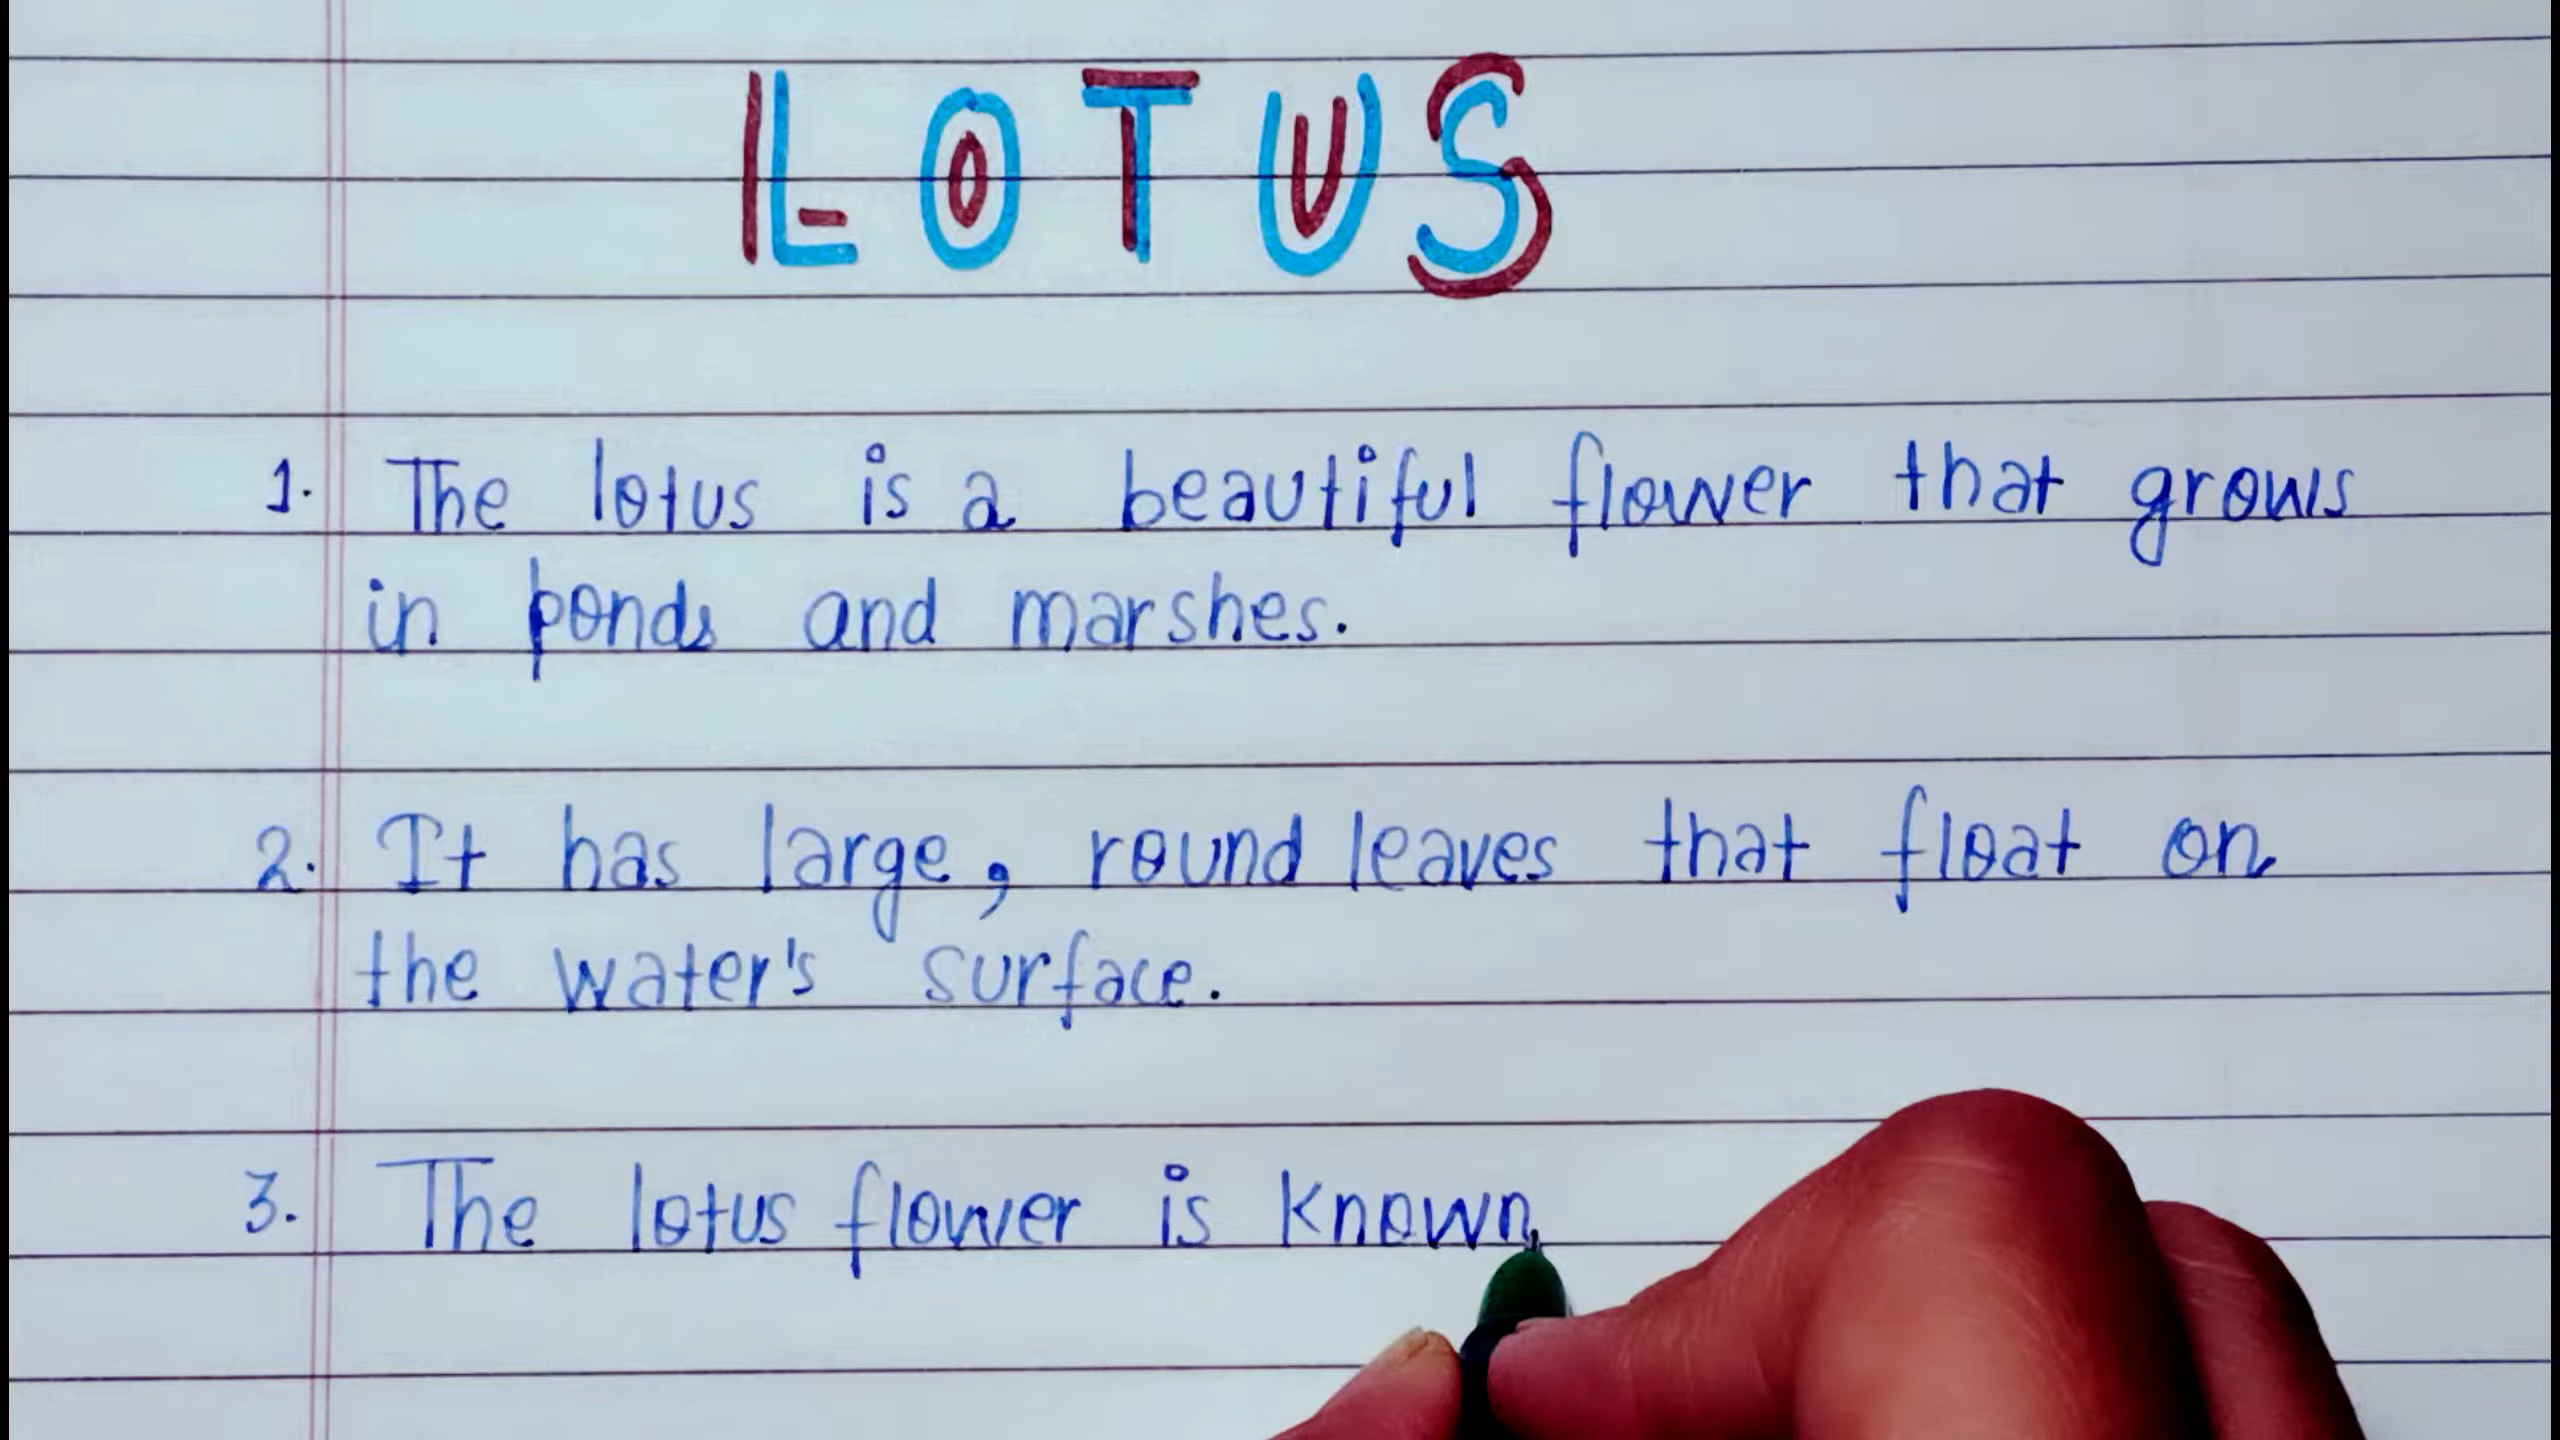 LOTUS
1. The lotus is a beautiful flower that grows
in ponds and marshes.
2. It has large, round leaves that float on
the water's surface.
3. The lotus flower is known